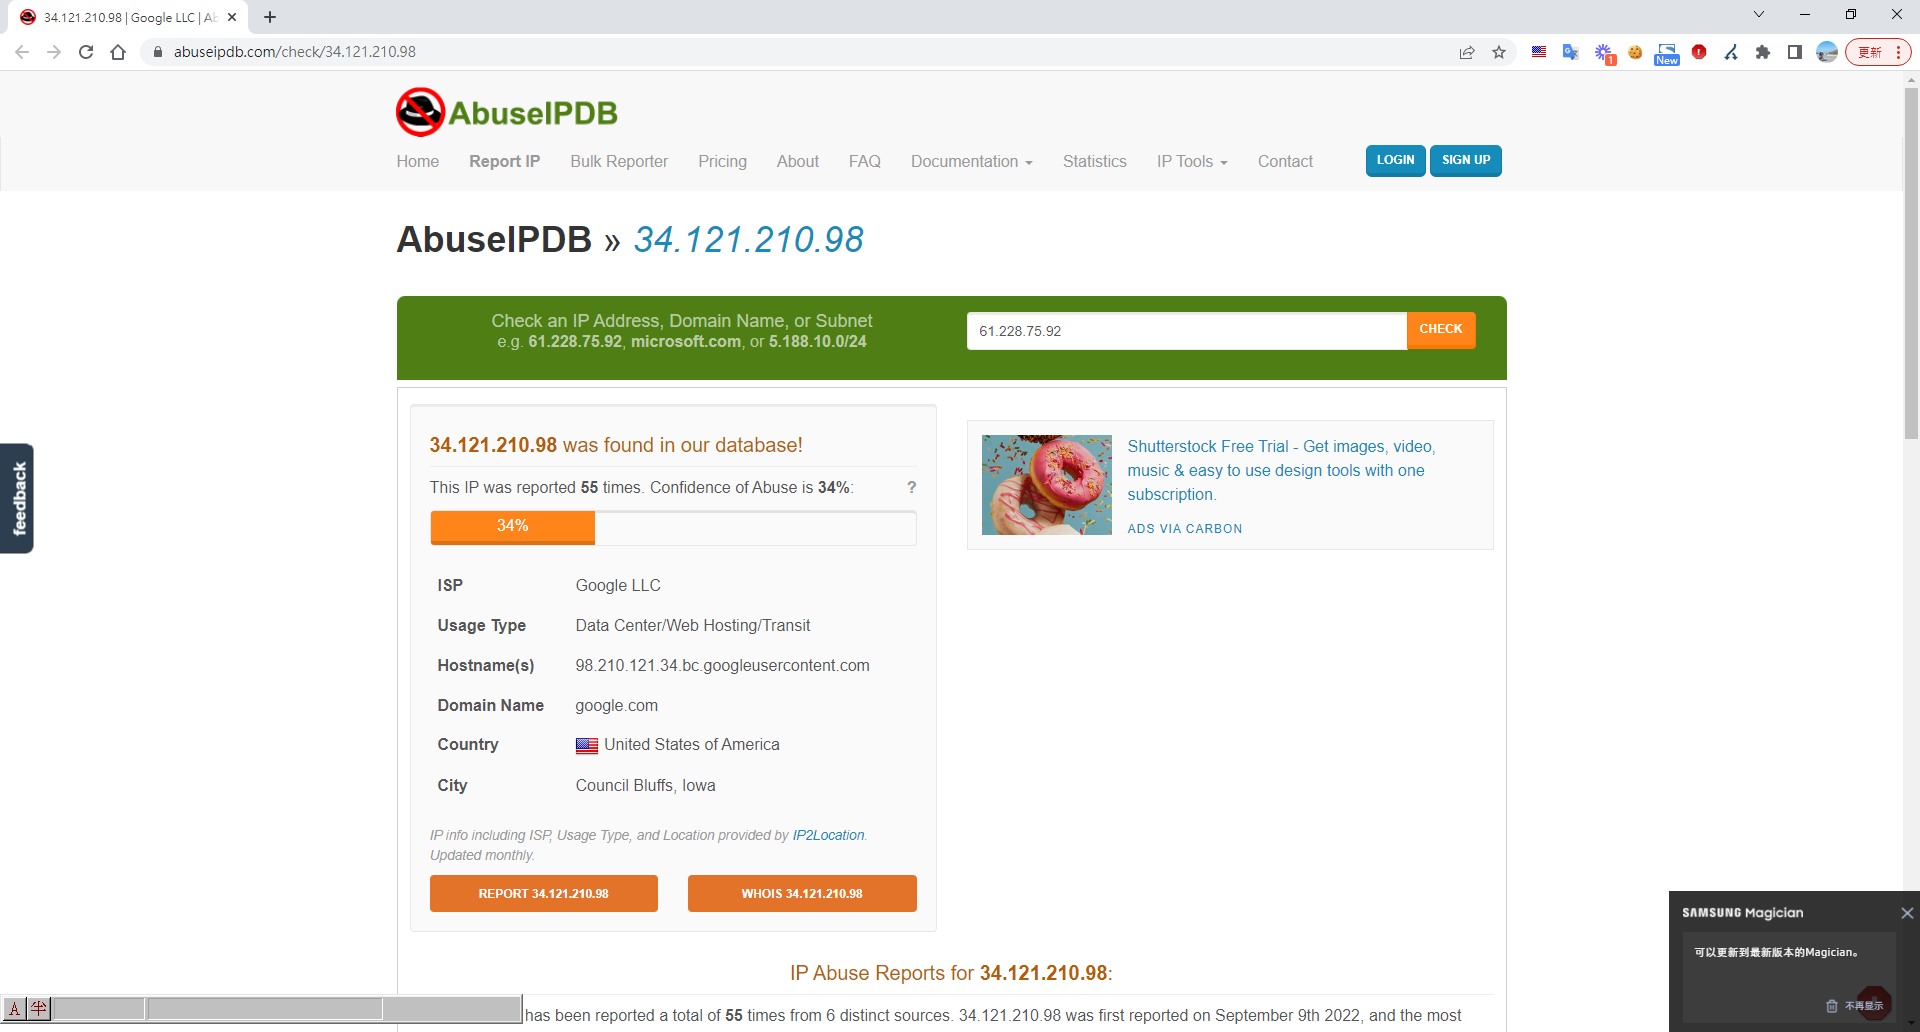 34.121.210.98 | Google LLC | Ab
abuseipdb.com/check/34.121.210.98
1
New
更新
AbuseIPDB
Home Report IP Bulk Reporter Pricing About FAQ Documentation Statistics IP Tools Contact LOGIN SIGN UP
AbuseIPDB » 34.121.210.98
Check an IP Address, Domain Name, or Subnet
e.g. 61.228.75.92, microsoft.com, or 5.188.10.0/24
61.228.75.92 CHECK
feedback
34.121.210.98 was found in our database!
This IP was reported 55 times. Confidence of Abuse is 34%: ?
34%
ISP Google LLC
Usage Type Data Center/Web Hosting/Transit
Hostname(s) 98.210.121.34.bc.googleusercontent.com
Domain Name google.com
Country United States of America
City Council Bluffs, Iowa
IP info including ISP, Usage Type, and Location provided by IP2Location.
Updated monthly.
REPORT 34.121.210.98 WHOIS 34.121.210.98
Shutterstock Free Trial - Get images, video,
music & easy to use design tools with one
subscription.
ADS VIA CARBON
IP Abuse Reports for 34.121.210.98:
has been reported a total of 55 times from 6 distinct sources. 34.121.210.98 was first reported on September 9th 2022, and the most
A 半
SAMSUNG Magician
可以更新到最新版本的Magician。
不再显示